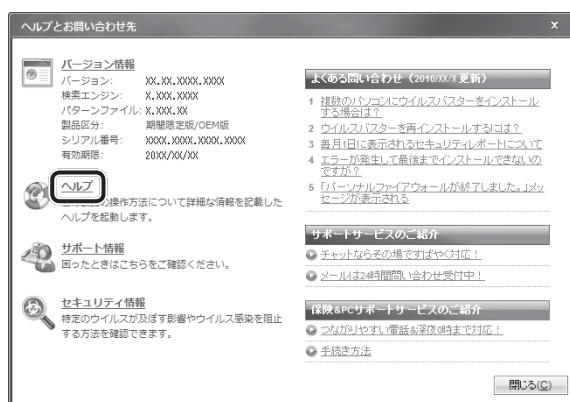 ヘルプとお問い合わせ先
x
バージョン情報
バージョン: XX.XX.XXXX.XXXX
検索エンジン: X.XXX.XXXX
パターンファイル: X.XXX.XX
製品区分: 期間限定版/OEM版
シリアル番号: XXXX.XXXX.XXXX.XXXX
有効期限: 20XX/XX/XX
ヘルプ
の操作方法について詳細な情報を記載した
ヘルプを起動します。
サポート情報
困ったときはこちらをご確認ください。
セキュリティ情報
特定のウイルスが及ぼす影響やウイルス感染を阻止
する方法を確認できます。
よくある問い合わせ（2010/XX/X更新）
1 複数のパソコンにウイルスバスターをインストール
する場合は？
2 ウイルスバスターを再インストールするには？
3 毎月1日に表示されるセキュリティレポートについて
4 エラーが発生して最後までインストールできないの
ですが？
5 「パーソナルファイアウォールが終了しました。」メッ
セージが表示される
サポートサービスのご紹介
チャットならその場ですばやく対応！
メールは24時間問い合わせ受付中！
保険&PCサポートサービスのご紹介
つながりやすい電話&深夜0時まで対応！
手続き方法
閉じる(C)